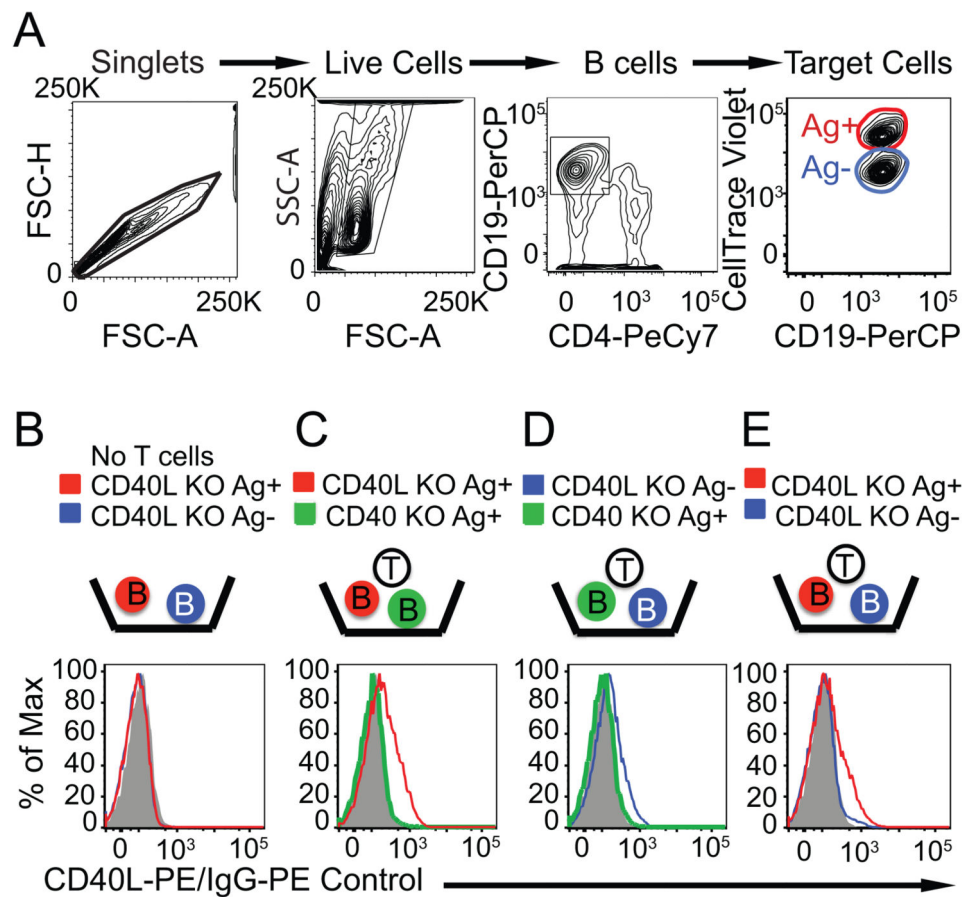 A
Singlets Live Cells B cells Target Cells
250K 250K 10⁵ 10⁵
FSC-H SSC-A CD19-PerCP CellTrace Violet
Ag+
Ag-
10³ 10³
0 0 0 0
0 250K 0 250K 0 10³ 10⁵ 0 10³ 10⁵
FSC-A FSC-A CD4-PeCy7 CD19-PerCP
B C D E
No T cells
CD40L KO Ag+ CD40L KO Ag+ CD40L KO Ag- CD40L KO Ag+
CD40L KO Ag- CD40 KO Ag+ CD40 KO Ag+ CD40L KO Ag-
T T T
B B B B B B B B
% of Max
100 100 100 100
80 80 80 80
60 60 60 60
40 40 40 40
20 20 20 20
0 0 0 0
0 10³ 10⁵ 0 10³ 10⁵ 0 10³ 10⁵ 0 10³ 10⁵
CD40L-PE/IgG-PE Control